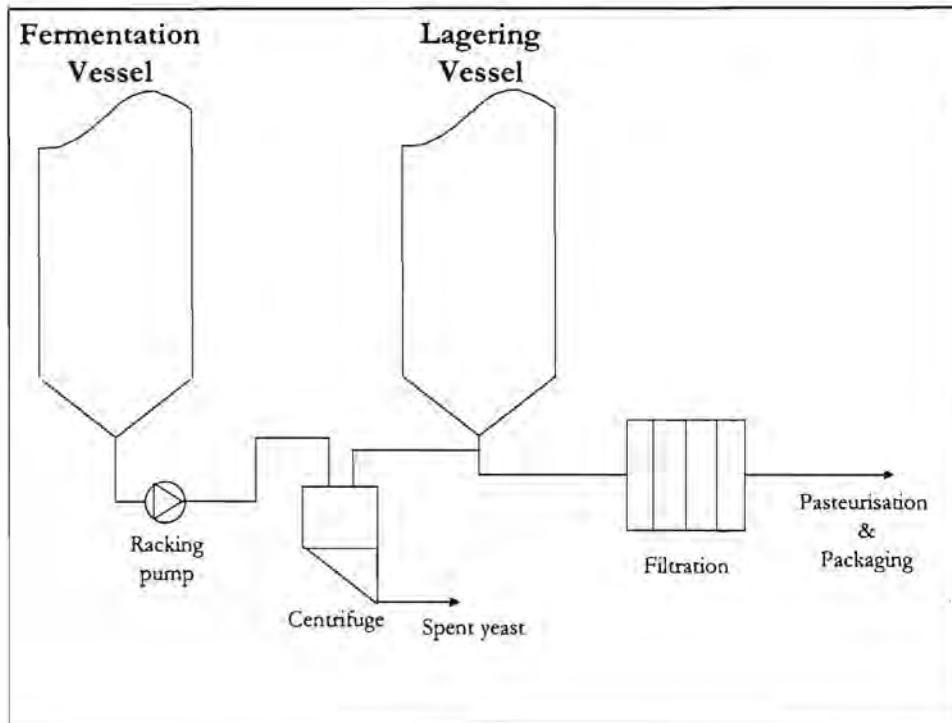 Fermentation
Vessel
Lagering
Vessel
Racking
pump
Centrifuge
Spent yeast
Filtration
Pasteurisation
&
Packaging